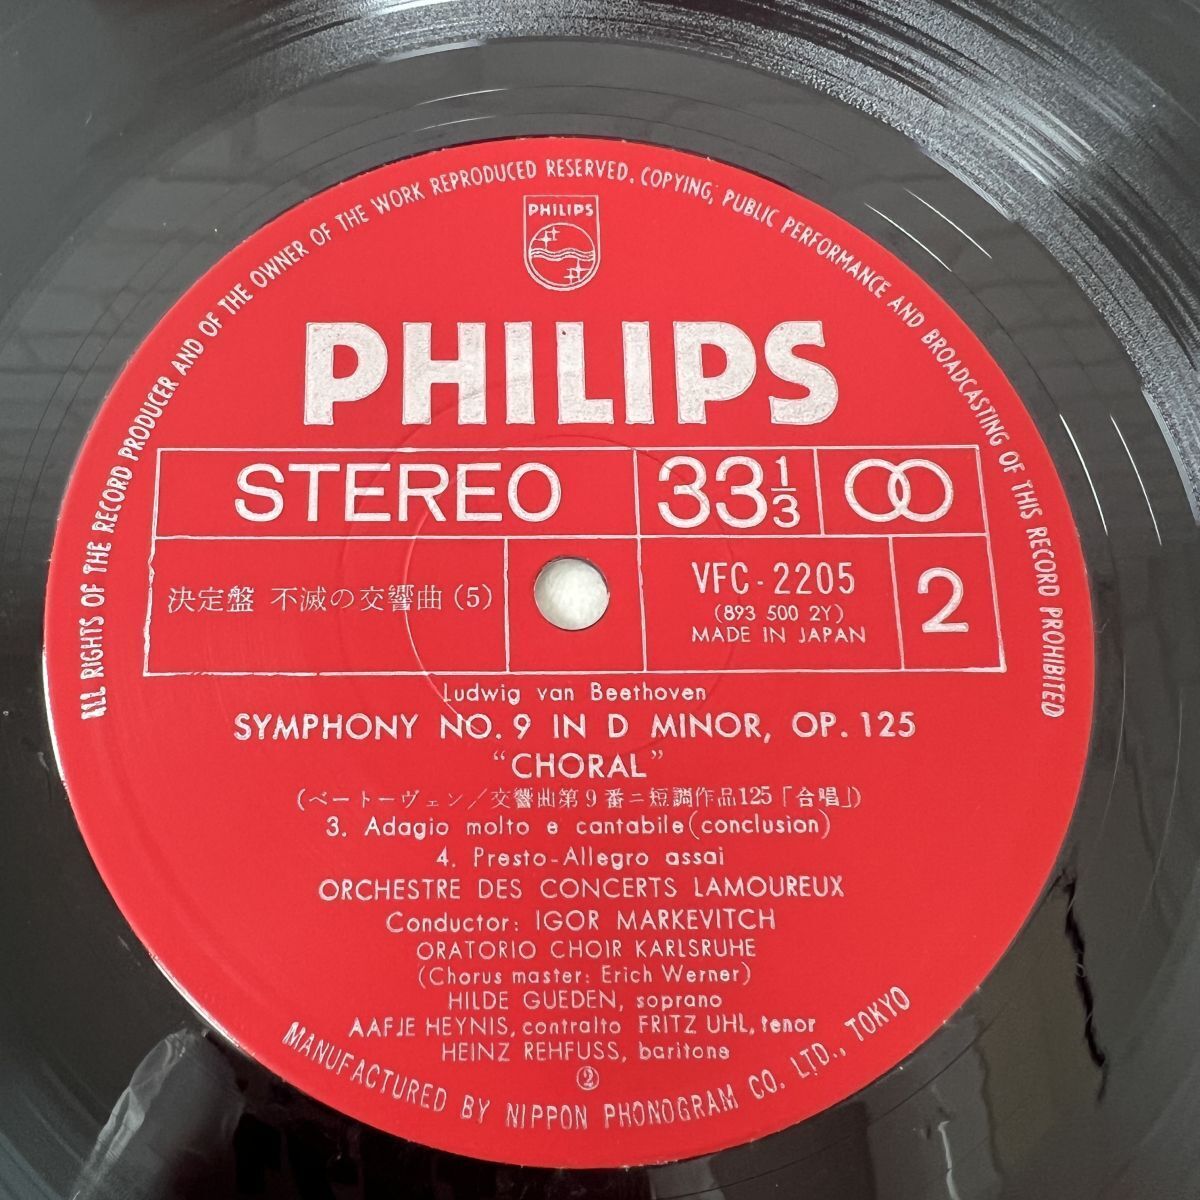 ALL RIGHTS OF THE RECORD PRODUCER AND OF THE OWNER OF THE WORK REPRODUCED RESERVED. COPYING, PUBLIC PERFORMANCE AND BROADCASTING OF THIS RECORD PROHIBITED
PHILIPS
PHILIPS
STEREO 33 1/3
決定盤 不滅の交響曲(5)
VFC-2205
(893 500 2Y)
MADE IN JAPAN
2
Ludwig van Beethoven
SYMPHONY NO.9 IN D MINOR, OP.125
"CHORAL"
(ベートーヴェン/交響曲第9番ニ短調作品125「合唱」)
3. Adagio molto e cantabile(conclusion)
4. Presto-Allegro assai
ORCHESTRE DES CONCERTS LAMOUREUX
Conductor: IGOR MARKEVITCH
ORATORIO CHOIR KARLSRUHE
(Chorus master: Erich Werner)
HILDE GUEDEN, soprano
AAFJE HEYNIS, contralto FRITZ UHL, tenor
HEINZ REHFUSS, baritone
②
MANUFACTURED BY NIPPON PHONOGRAM CO. LTD., TOKYO